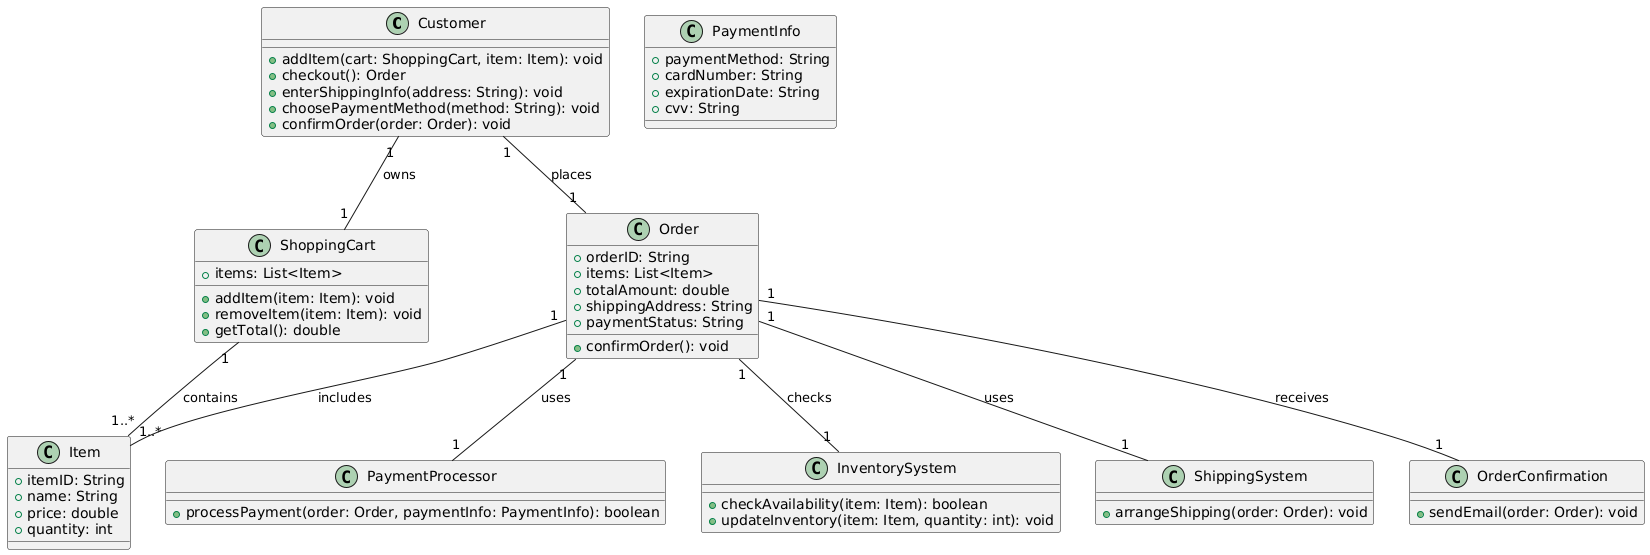 C Customer
addItem(cart: ShoppingCart, item: Item): void
checkout(): Order
enterShippingInfo(address: String): void
choosePaymentMethod(method: String): void
confirmOrder(order: Order): void
C PaymentInfo
paymentMethod: String
cardNumber: String
expirationDate: String
cvv: String
1
owns
1
1
places
1
C ShoppingCart
items: List<Item>
addItem(item: Item): void
removeItem(item: Item): void
getTotal(): double
C Order
orderID: String
items: List<Item>
totalAmount: double
shippingAddress: String
paymentStatus: String
confirmOrder(): void
1
contains
1..*
1
includes
1..*
1
uses
1
1
checks
1
1
uses
1
1
receives
1
C Item
itemID: String
name: String
price: double
quantity: int
C PaymentProcessor
processPayment(order: Order, paymentInfo: PaymentInfo): boolean
C InventorySystem
checkAvailability(item: Item): boolean
updateInventory(item: Item, quantity: int): void
C ShippingSystem
arrangeShipping(order: Order): void
C OrderConfirmation
sendEmail(order: Order): void